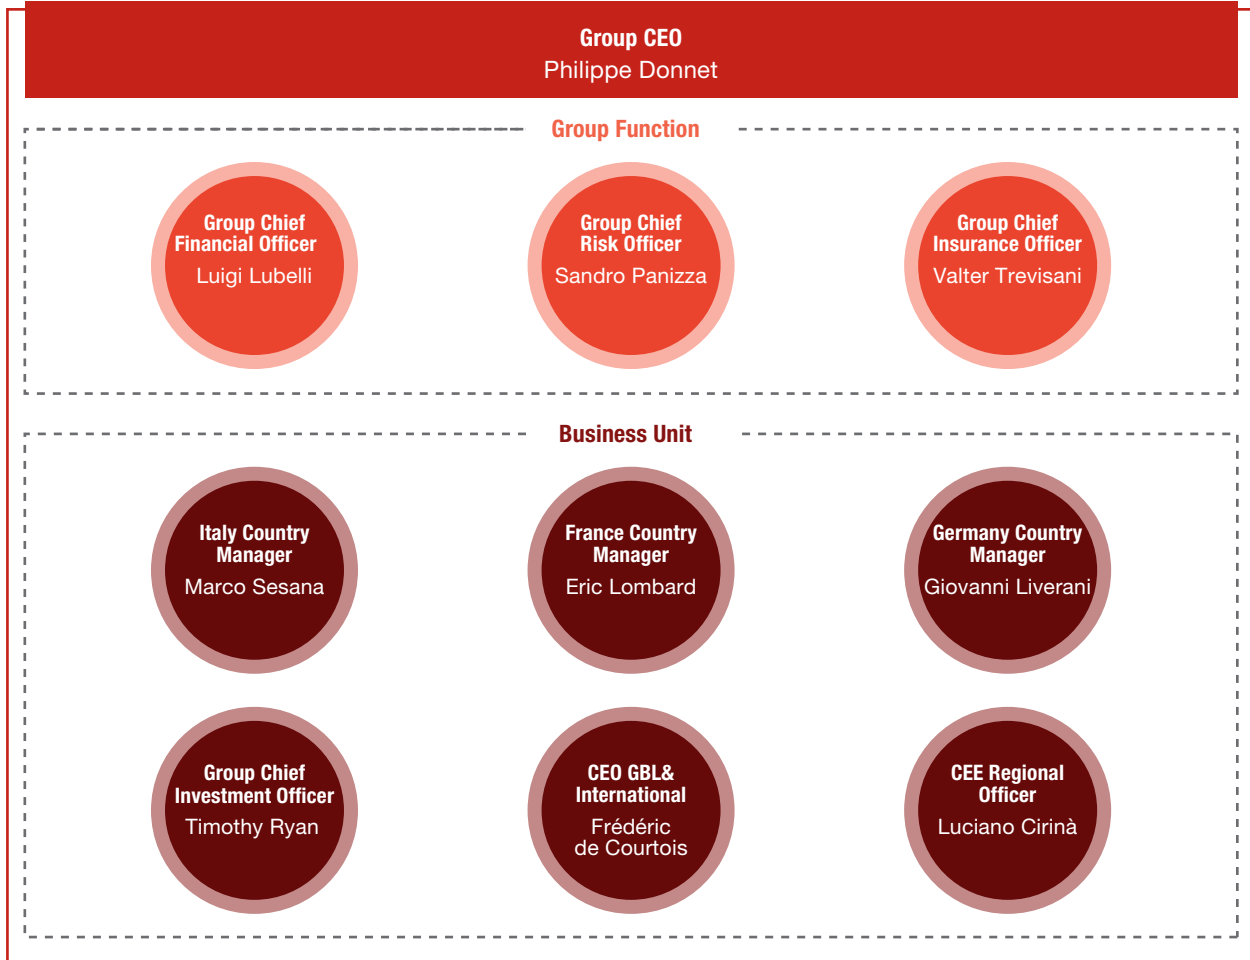 Group CEO
Philippe Donnet
Group Function
Group Chief
Financial Officer
Luigi Lubelli
Group Chief
Risk Officer
Sandro Panizza
Group Chief
Insurance Officer
Valter Trevisani
Business Unit
Italy Country
Manager
Marco Sesana
France Country
Manager
Eric Lombard
Germany Country
Manager
Giovanni Liverani
Group Chief
Investment Officer
Timothy Ryan
CEO GBL&
International
Frédéric
de Courtois
CEE Regional
Officer
Luciano Cirinà